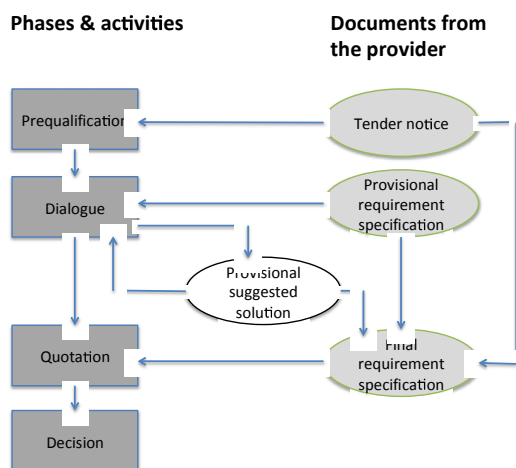 Phases & activities
Documents from
the provider
Prequalification
Tender notice
Dialogue
Provisional
requirement
specification
Provisional
suggested
solution
Quotation
Final
requirement
specification
Decision